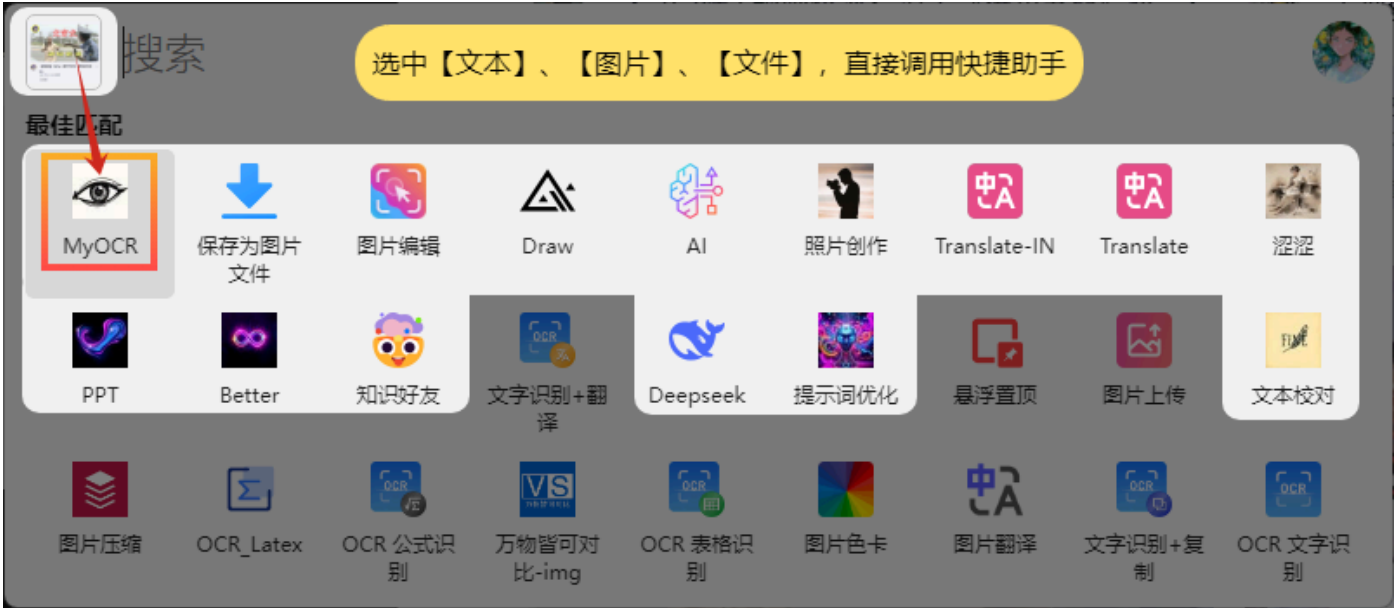 搜索
选中【文本】、【图片】、【文件】，直接调用快捷助手
最佳匹配
MyOCR
保存为图片
文件
图片编辑
Draw
AI
照片创作
Translate-IN
Translate
涩涩
PPT
Better
知识好友
文字识别+翻
译
Deepseek
提示词优化
悬浮置顶
图片上传
文本校对
图片压缩
OCR_Latex
OCR 公式识
别
万物皆可对
比-img
OCR 表格识
别
图片色卡
图片翻译
文字识别+复
制
OCR 文字识
别